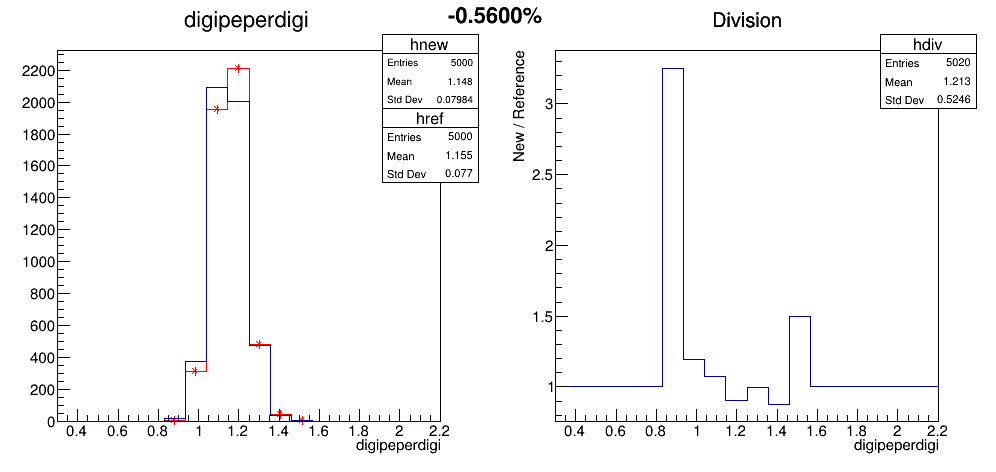 -0.5600%
digipeperdigi
hnew
Entries 5000
Mean 1.148
Std Dev 0.07984
href
Entries 5000
Mean 1.155
Std Dev 0.077
2200
2000
1800
1600
1400
1200
1000
800
600
400
200
0
0.4 0.6 0.8 1 1.2 1.4 1.6 1.8 2 2.2
digipeperdigi
Division
hdiv
Entries 5020
Mean 1.213
Std Dev 0.5246
New / Reference
3
2.5
2
1.5
1
0.4 0.6 0.8 1 1.2 1.4 1.6 1.8 2 2.2
digipeperdigi